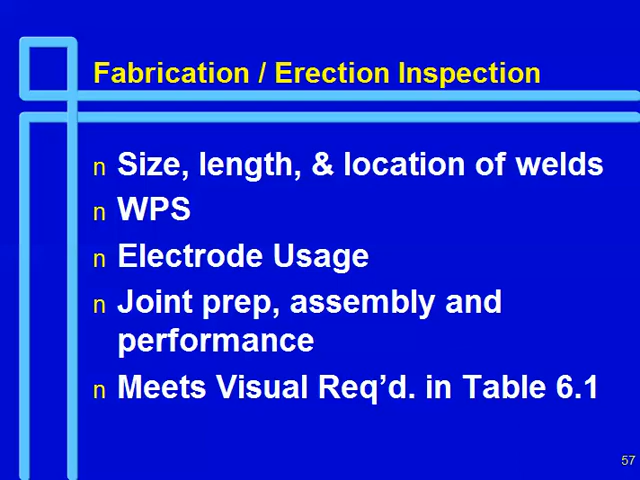 Fabrication / Erection Inspection
n Size, length, & location of welds
n WPS
n Electrode Usage
n Joint prep, assembly and
performance
n Meets Visual Req’d. in Table 6.1
57